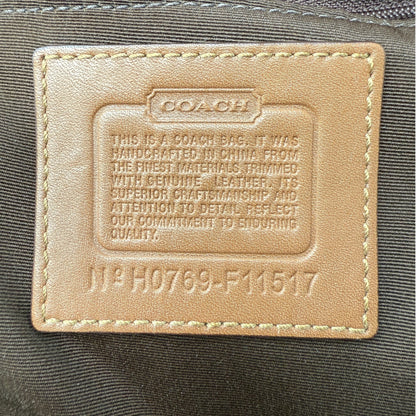 COACH
THIS IS A COACH BAG. IT WAS
HANDCRAFTED IN CHINA FROM
THE FINEST MATERIALS, TRIMMED
WITH GENUINE LEATHER. ITS
SUPERIOR CRAFTSMANSHIP AND
ATTENTION TO DETAIL REFLECT
OUR COMMITMENT TO ENDURING
QUALITY.
Nº H0769-F11517